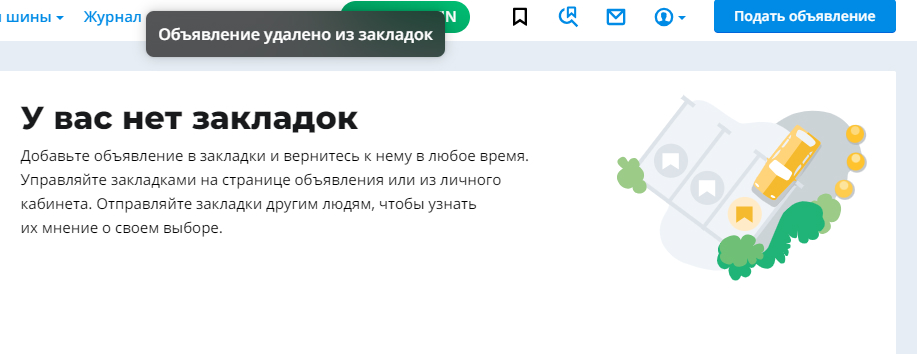 шины Журнал IN Подать объявление
Объявление удалено из закладок
У вас нет закладок
Добавьте объявление в закладки и вернитесь к нему в любое время.
Управляйте закладками на странице объявления или из личного
кабинета. Отправляйте закладки другим людям, чтобы узнать
их мнение о своем выборе.